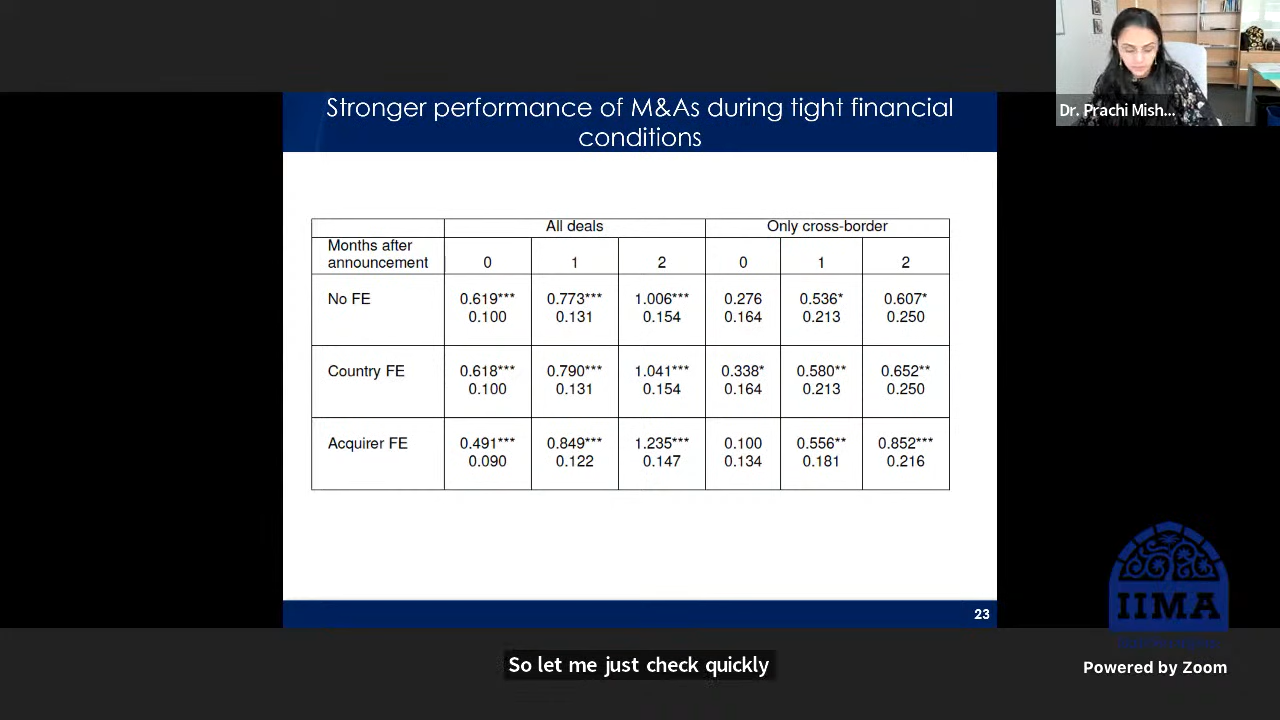 Dr. Prachi Mish...
Stronger performance of M&As during tight financial
conditions
All deals Only cross-border
Months after
announcement 0 1 2 0 1 2
No FE 0.619*** 0.773*** 1.006*** 0.276 0.536* 0.607*
0.100 0.131 0.154 0.164 0.213 0.250
Country FE 0.618*** 0.790*** 1.041*** 0.338* 0.580** 0.652**
0.100 0.131 0.154 0.164 0.213 0.250
Acquirer FE 0.491*** 0.849*** 1.235*** 0.100 0.556** 0.852***
0.090 0.122 0.147 0.134 0.181 0.216
23
IIMA
So let me just check quickly
Powered by Zoom